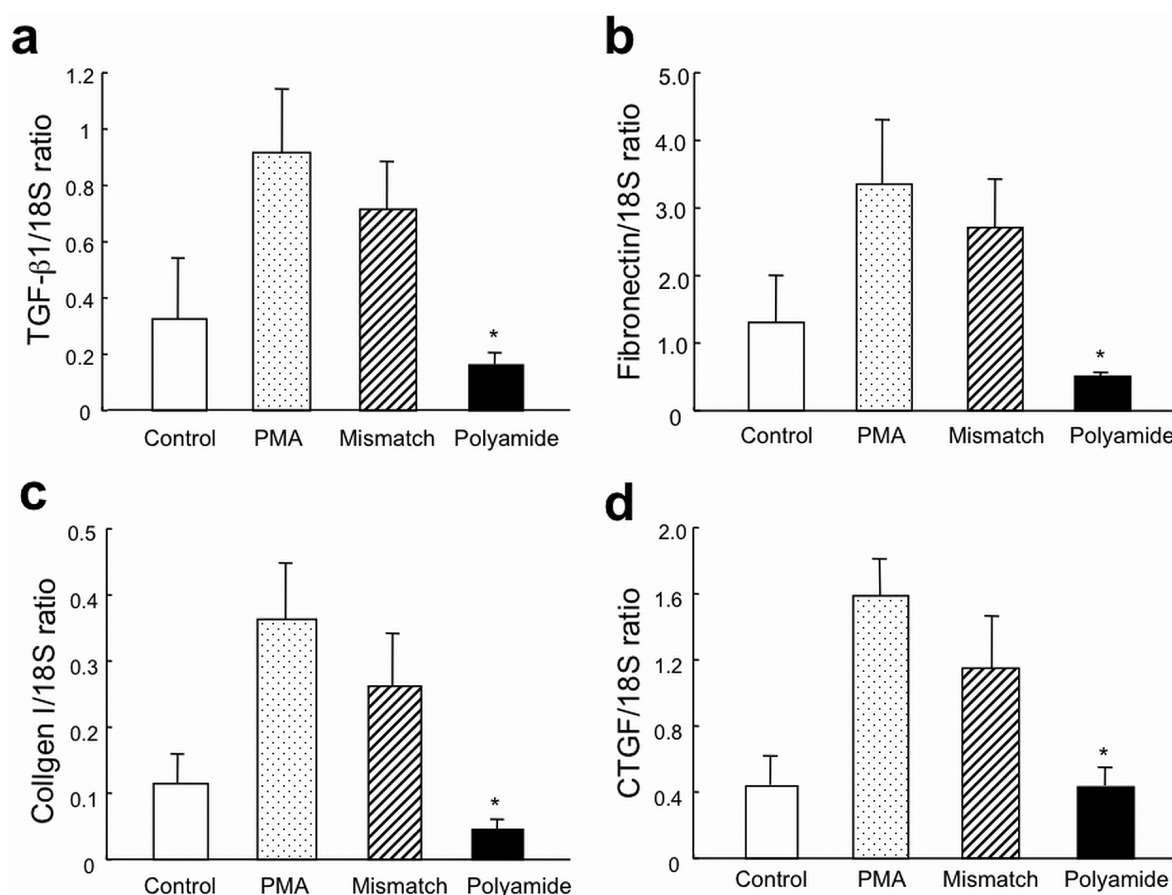 a
TGF-β1/18S ratio
1.2
1
0.8
0.6
0.4
0.2
0
*
Control PMA Mismatch Polyamide
b
Fibronectin/18S ratio
5.0
4.0
3.0
2.0
1.0
0
*
Control PMA Mismatch Polyamide
c
Collgen I/18S ratio
0.5
0.4
0.3
0.2
0.1
0
*
Control PMA Mismatch Polyamide
d
CTGF/18S ratio
2.0
1.6
1.2
0.8
0.4
0
*
Control PMA Mismatch Polyamide